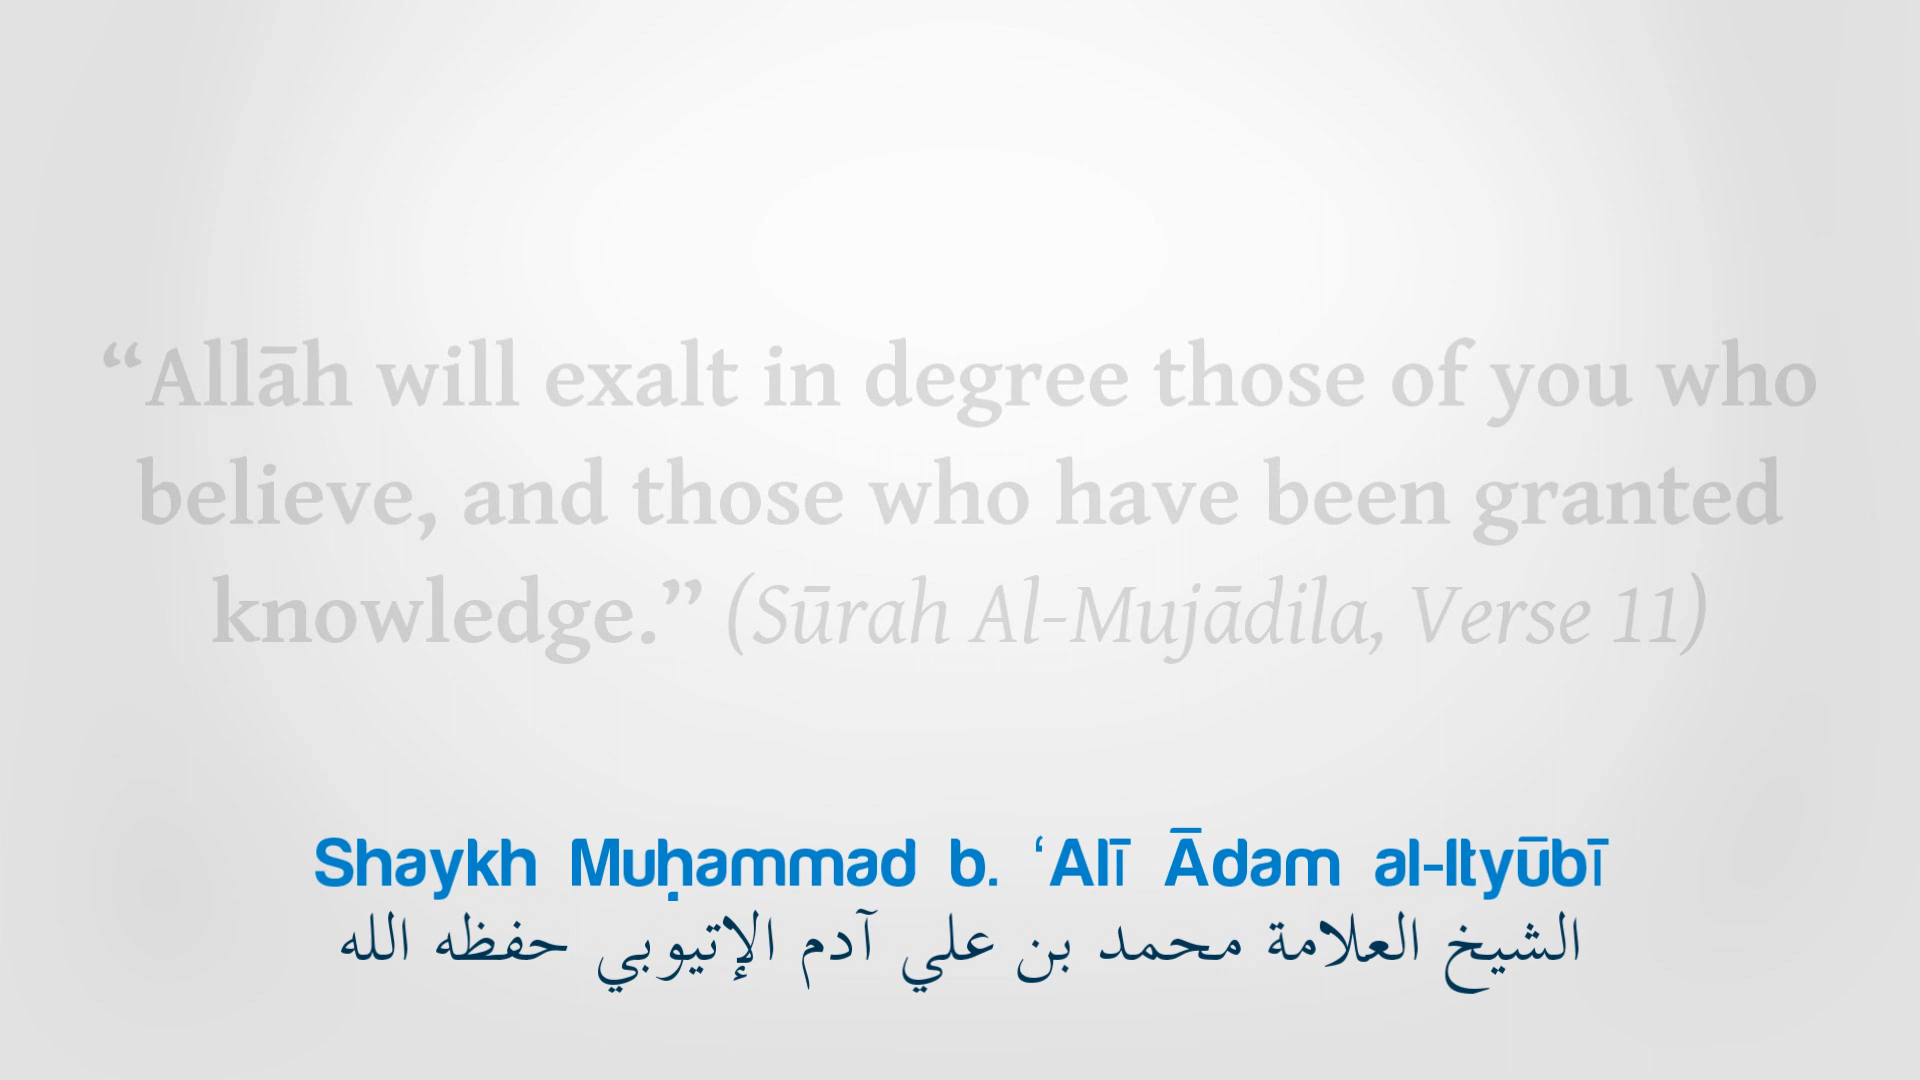 “Allāh will exalt in degree those of you who
believe, and those who have been granted
knowledge.” (Sūrah Al-Mujādila, Verse 11)
Shaykh Muḥammad b. ‘Alī Ādam al-Ityūbī
الشيخ العلامة محمد بن علي آدم الإتيوبي حفظه الله